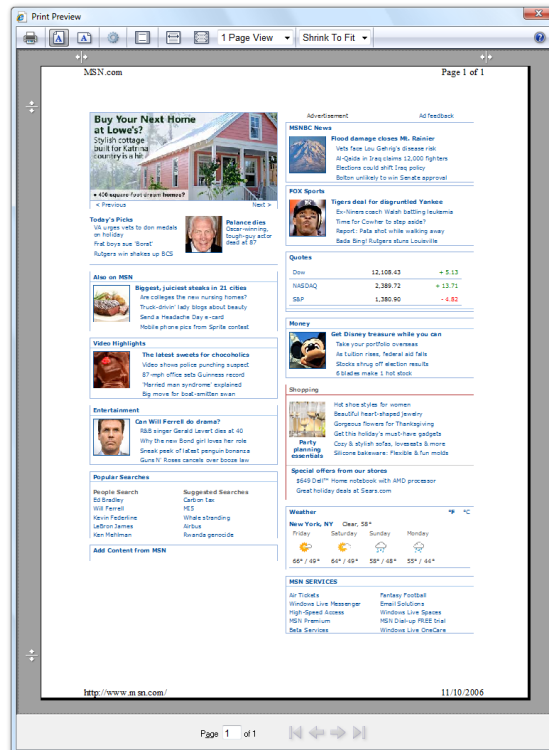 Print Preview
1 Page View
Shrink To Fit
MSN.com
Page 1 of 1
Buy Your Next Home
at Lowe's?
Stylish cottage
built for Katrina
country is a hit
• 400 square foot dream homes?
< Previous
Next >
Today's Picks
VA urges vets to don medals
on holiday
Frat boys sue 'Borat'
Rutgers win shakes up BCS
Palance dies
Oscar-winning,
tough-guy actor
dead at 87
Also on MSN
Biggest, juiciest steaks in 21 cities
Are colleges the new nursing homes?
Truck-drivin' lady blogs about beauty
Send a Headache Day e-card
Mobile phone pics from Sprite contest
Video Highlights
The latest sweets for chocoholics
Video shows police punching suspect
87-mph office sets Guinness record
'Married man syndrome' explained
Big move for boat-smitten swan
Entertainment
Can Will Ferrell do drama?
R&B singer Gerald Levert dies at 40
Why the new Bond girl loves her role
Sneak peek of latest penguin bonanza
Guns N' Roses cancels over booze law
Popular Searches
People Search
Ed Bradley
Will Ferrell
Kevin Federline
LeBron James
Ken Mehlman
Suggested Searches
Carbon tax
MI5
Whale stranding
Airbus
Rwanda genocide
Add Content from MSN
Advertisement
Ad feedback
MSNBC News
Flood damage closes Mt. Rainier
Vets face Lou Gehrig's disease risk
Al-Qaida in Iraq claims 12,000 fighters
Elections could shift Iraq policy
Bolton unlikely to win Senate approval
FOX Sports
Tigers deal for disgruntled Yankee
Ex-Niners coach Walsh battling leukemia
Time for Cowher to step aside?
Report: Pats shot while walking away
Bada Bing! Rutgers stuns Louisville
Quotes
Dow 12,108.43 + 5.13
NASDAQ 2,389.72 + 13.71
S&P 1,380.90 - 4.82
Money
Get Disney treasure while you can
Take your portfolio overseas
As tuition rises, federal aid falls
Stocks shrug off election results
6 blades make 1 hot stock
Shopping
Party
planning
essentials
Hot shoe styles for women
Beautiful heart-shaped jewelry
Gorgeous flowers for Thanksgiving
Get this holiday's must-have gadgets
Cozy & stylish sofas, loveseats & more
Silicone bakeware: Flexible & fun molds
Special offers from our stores
$649 Dell™ Home notebook with AMD processor
Great holiday deals at Sears.com
Weather
°F °C
New York, NY Clear, 58°
Friday Saturday Sunday Monday
66° / 49° 64° / 49° 58° / 48° 55° / 44°
MSN SERVICES
Air Tickets
Windows Live Messenger
High-Speed Access
MSN Premium
Beta Services
Fantasy Football
Email Solutions
Windows Live Spaces
MSN Dial-up FREE trial
Windows Live OneCare
http://www.msn.com/
11/10/2006
Page 1 of 1